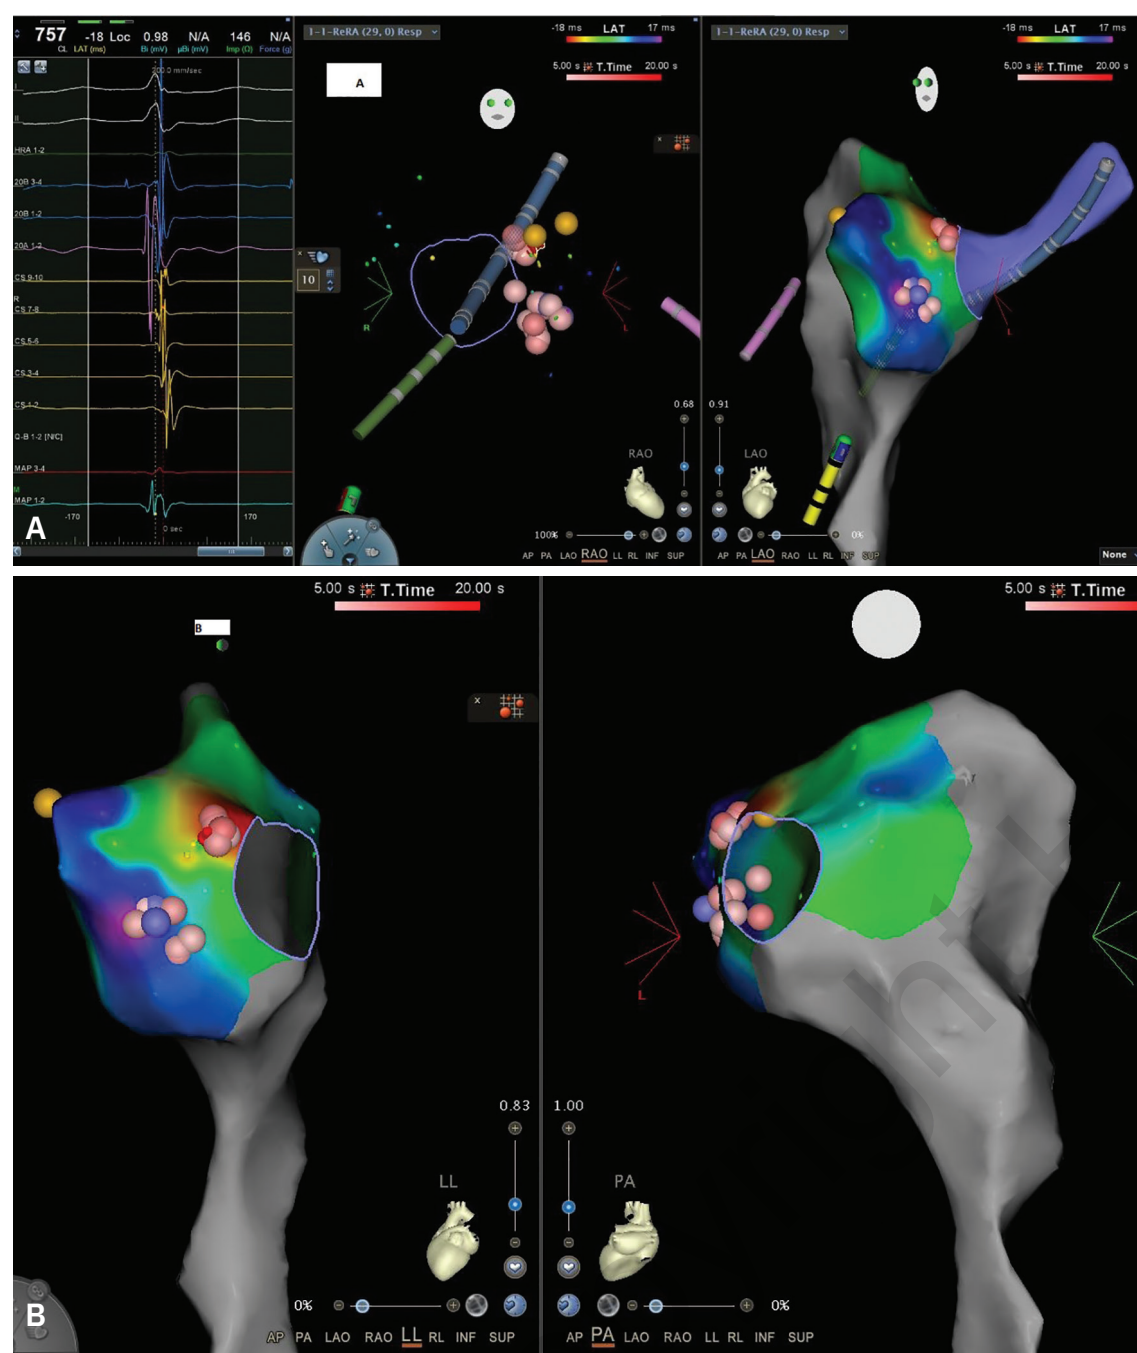 757 -18 Loc 0.98 N/A 146 N/A
CL LAT (ms) Bi (mV) µBi (mV) Imp (Ω) Force (g)
I
II
HRA 1-2
20B 3-4
20B 1-2
20A 1-2
CS 9-10
R
CS 7-8
CS 5-6
CS 3-4
CS 1-2
Q-B 1-2 [N/C]
MAP 3-4
M
MAP 1-2
-170 170
0 sec
A
1-1-ReRA (29, 0) Resp
-18 ms LAT 17 ms
5.00 s T.Time 20.00 s
A
x
x
10
R
L
0.68
RAO
100%
AP PA LAO RAO LL RL INF SUP
1-1-ReRA (29, 0) Resp
-18 ms LAT 17 ms
5.00 s T.Time 20.00 s
L
0.91
LAO
0%
AP PA LAO RAO LL RL INF SUP
None
5.00 s T.Time 20.00 s
B
x
0.83
LL
0%
AP PA LAO RAO LL RL INF SUP
B
5.00 s T.Time
L
1.00
PA
0%
AP PA LAO RAO LL RL INF SUP